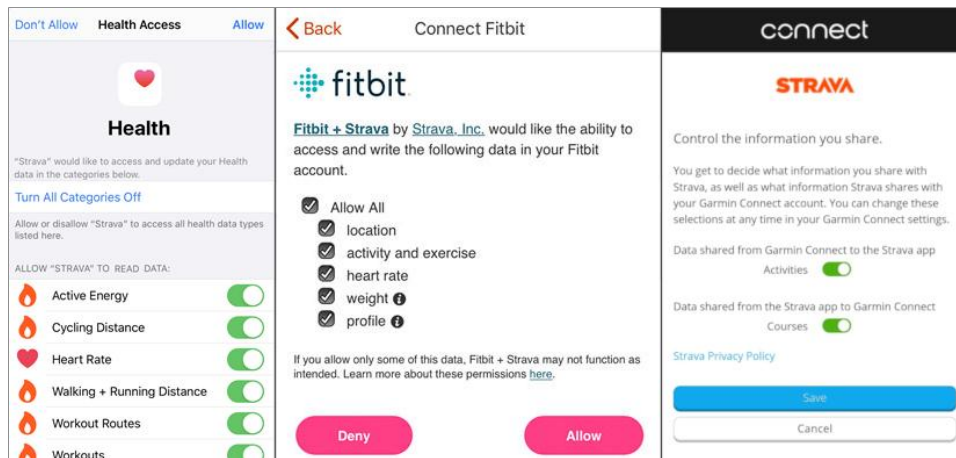 Don't Allow Health Access Allow
Health
"Strava" would like to access and update your Health
data in the categories below.
Turn All Categories Off
Allow or disallow "Strava" to access all health data types
listed here.
ALLOW "STRAVA" TO READ DATA:
Active Energy
Cycling Distance
Heart Rate
Walking + Running Distance
Workout Routes
Workouts
Back Connect Fitbit
fitbit
Fitbit + Strava by Strava, Inc. would like the ability to
access and write the following data in your Fitbit
account.
Allow All
location
activity and exercise
heart rate
weight
profile
If you allow only some of this data, Fitbit + Strava may not function as
intended. Learn more about these permissions here.
Deny Allow
connect
STRAVA
Control the information you share.
You get to decide what information you share with
Strava, as well as what information Strava shares with
your Garmin Connect account. You can change these
selections at any time in your Garmin Connect settings.
Data shared from Garmin Connect to the Strava app
Activities
Data shared from the Strava app to Garmin Connect
Courses
Strava Privacy Policy
Save
Cancel